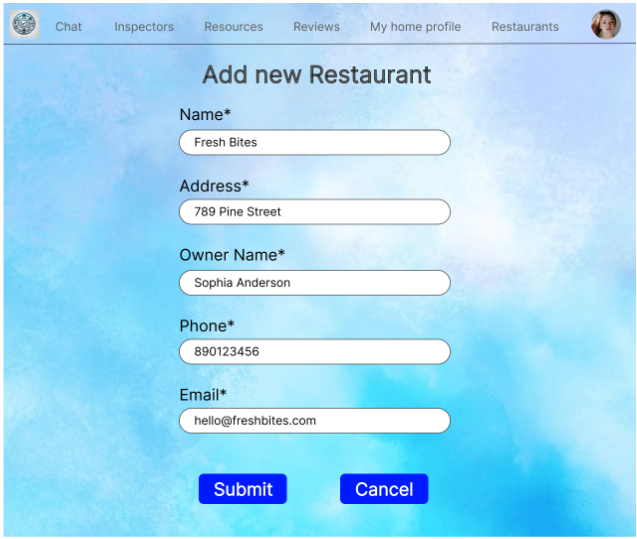 Chat Inspectors Resources Reviews My home profile Restaurants
Add new Restaurant
Name*
Fresh Bites
Address*
789 Pine Street
Owner Name*
Sophia Anderson
Phone*
890123456
Email*
hello@freshbites.com
Submit Cancel